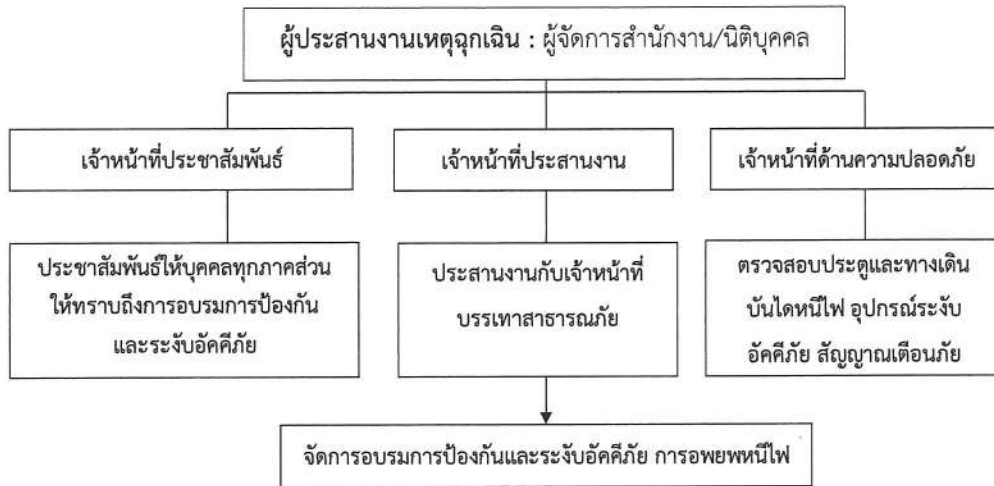 ผู้ประสานงานเหตุฉุกเฉิน : ผู้จัดการสำนักงาน/นิติบุคคล
เจ้าหน้าที่ประชาสัมพันธ์
เจ้าหน้าที่ประสานงาน
เจ้าหน้าที่ด้านความปลอดภัย
ประชาสัมพันธ์ให้บุคคลทุกภาคส่วน
ให้ทราบถึงการอบรมการป้องกัน
และระงับอัคคีภัย
ประสานงานกับเจ้าหน้าที่
บรรเทาสาธารณภัย
ตรวจสอบประตูและทางเดิน
บันไดหนีไฟ อุปกรณ์ระงับ
อัคคีภัย สัญญาณเตือนภัย
จัดการอบรมการป้องกันและระงับอัคคีภัย การอพยพหนีไฟ